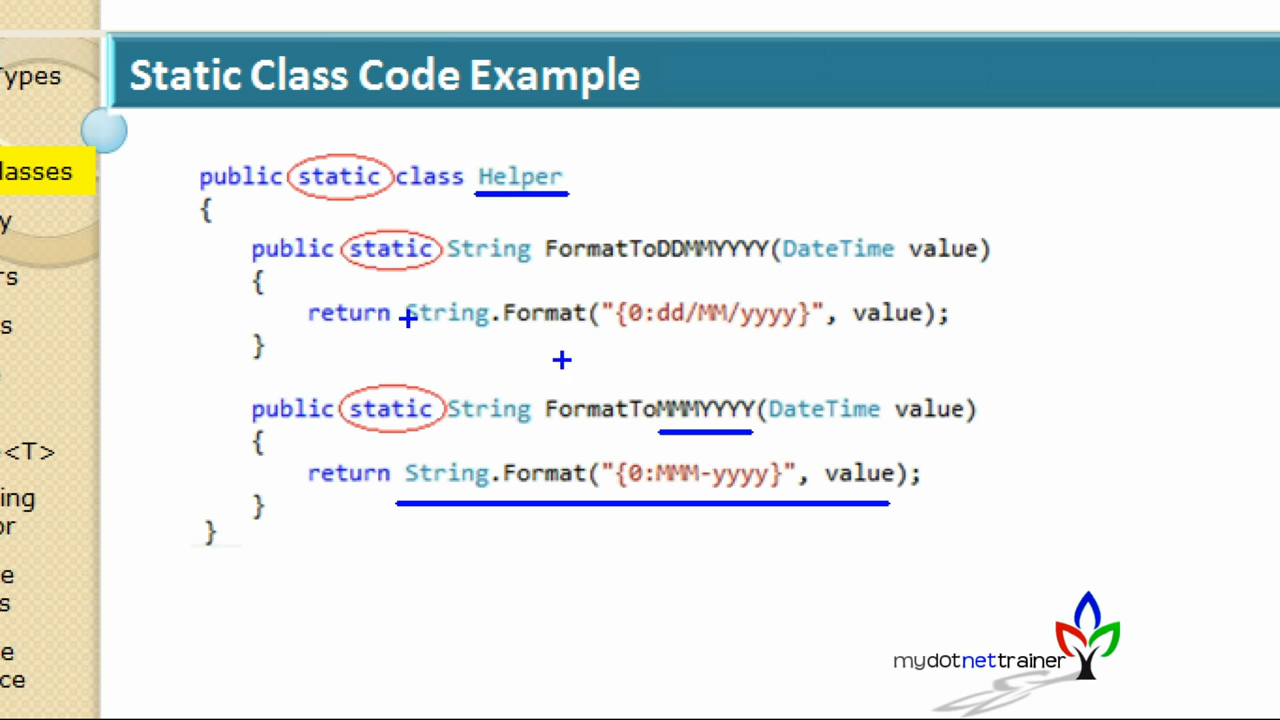 Types
Static Class Code Example
lasses
y
rs
s
<T>
ing
or
e
s
e
ce
public static class Helper
{
public static String FormatToDDMMYYYY(DateTime value)
{
return String.Format("{0:dd/MM/yyyy}", value);
}
public static String FormatToMMMYYYY(DateTime value)
{
return String.Format("{0:MMM-yyyy}", value);
}
}
mydotnettrainer